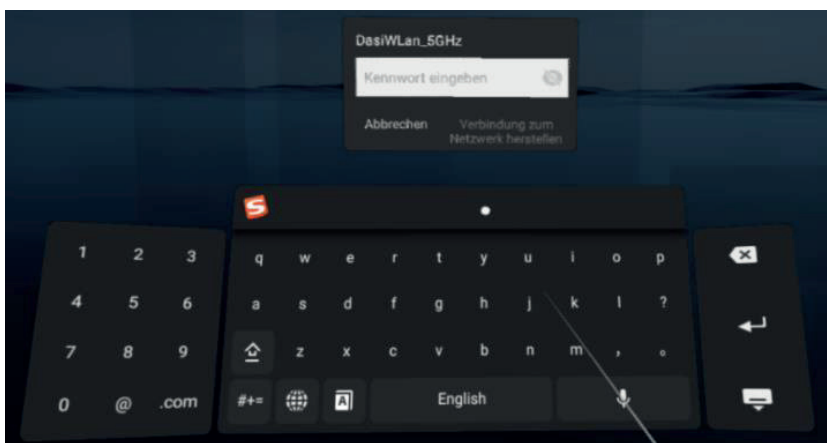 DasiWLan_5GHz
Kennwort eingeben
Abbrechen
Verbindung zum
Netzwerk herstellen
S
1 2 3 q w e r t y u i o p
4 5 6 a s d f g h j k l ?
7 8 9 z x c v b n m , 。
0 @ .com #+= A English